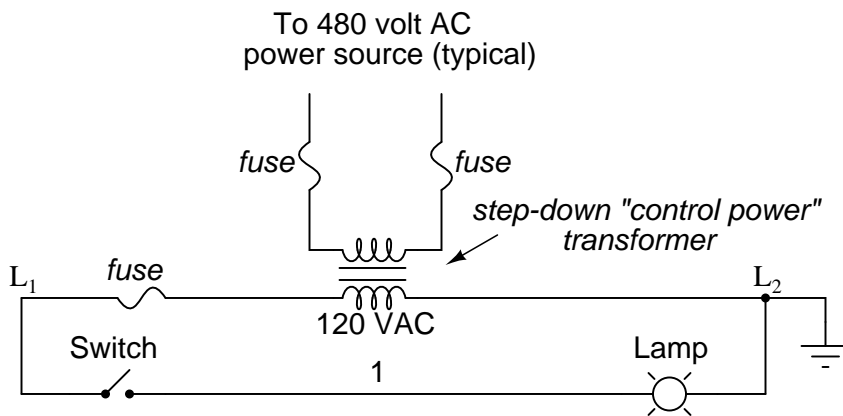 To 480 volt AC
power source (typical)
fuse
fuse
step-down "control power"
transformer
L1
fuse
L2
120 VAC
Switch
1
Lamp